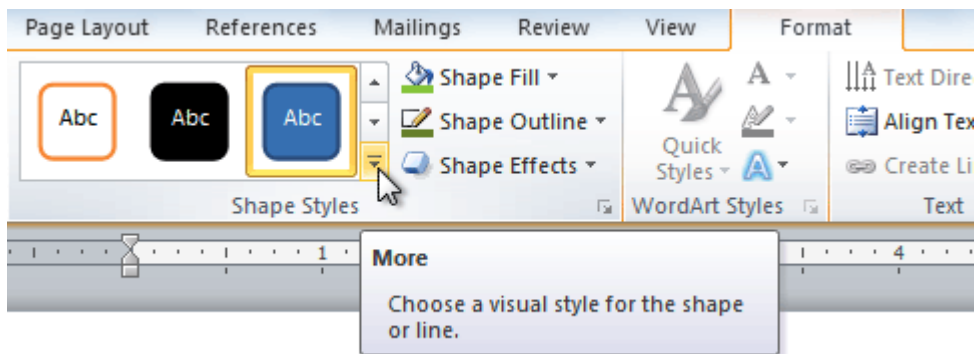 Page Layout References Mailings Review View Format
Abc Abc Abc
Shape Fill
Shape Outline
Shape Effects
Shape Styles
A
Quick
Styles
A
A
WordArt Styles
Text Dire
Align Tex
Create Li
Text
1 4
More
Choose a visual style for the shape
or line.